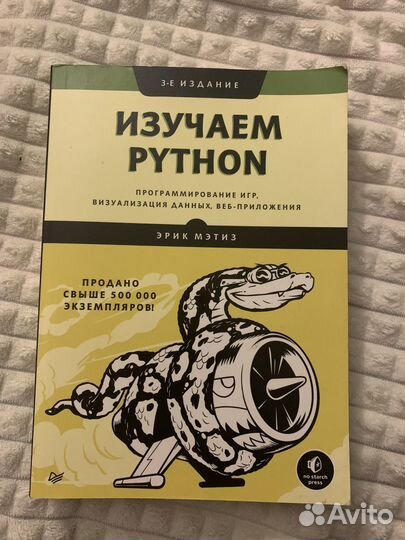 3-Е ИЗДАНИЕ
ИЗУЧАЕМ
PYTHON
ПРОГРАММИРОВАНИЕ ИГР,
ВИЗУАЛИЗАЦИЯ ДАННЫХ, ВЕБ-ПРИЛОЖЕНИЯ
ЭРИК МЭТИЗ
ПРОДАНО
СВЫШЕ 500 000
ЭКЗЕМПЛЯРОВ!
no starch
press
Avito